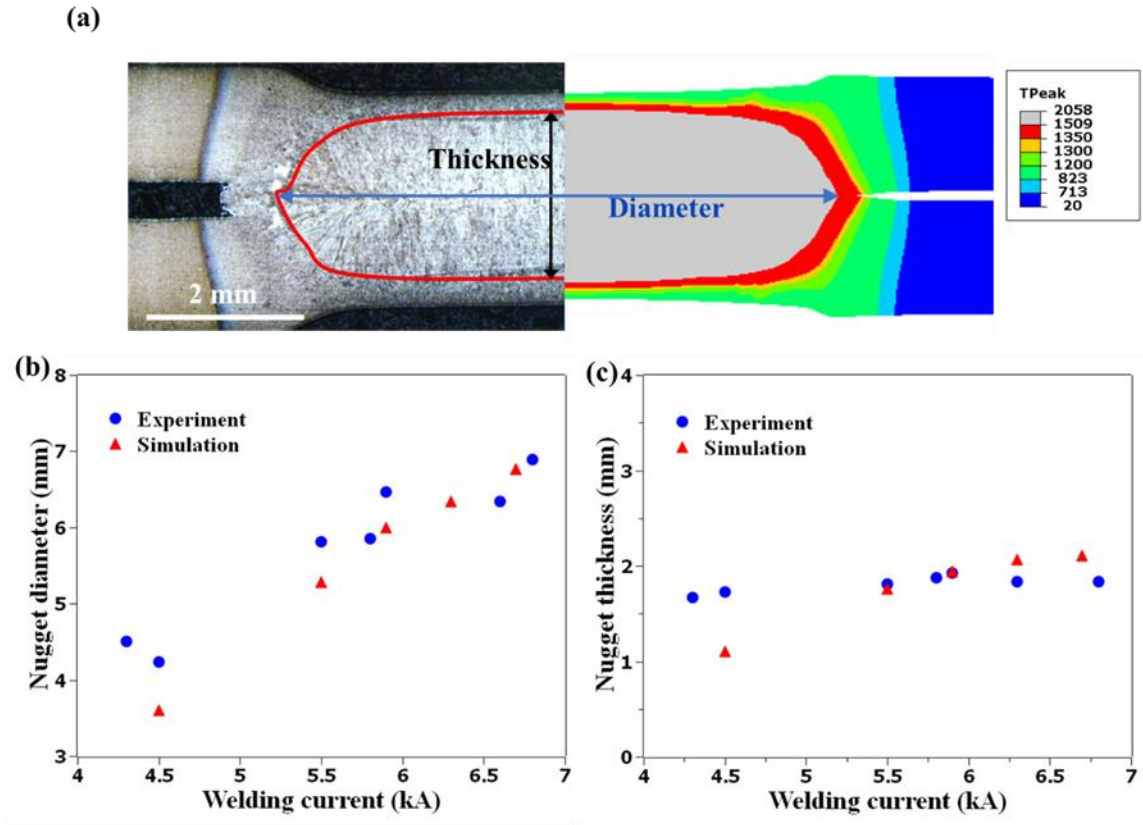 (a)
Thickness
Diameter
2 mm
TPeak
2058
1509
1350
1300
1200
823
713
20
(b)
Nugget diameter (mm)
8
7
6
5
4
3
Experiment
Simulation
4
4.5
5
5.5
6
6.5
7
Welding current (kA)
(c)
Nugget thickness (mm)
4
3
2
1
0
Experiment
Simulation
4
4.5
5
5.5
6
6.5
7
Welding current (kA)